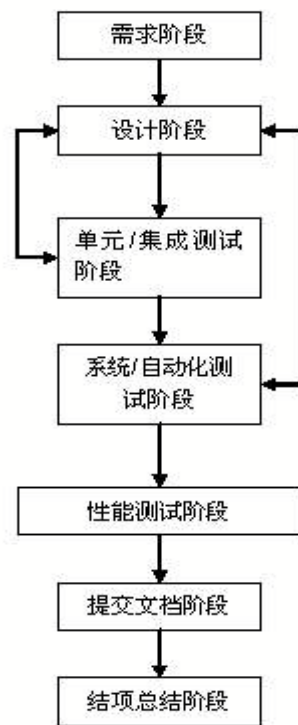 需求阶段
设计阶段
单元/集成测试
阶段
系统/自动化测
试阶段
性能测试阶段
提交文档阶段
结项总结阶段